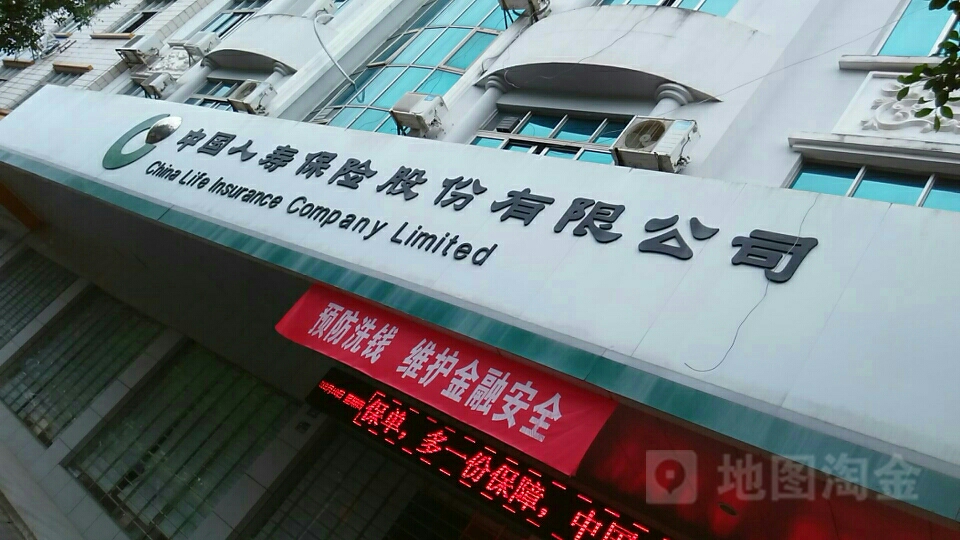 中国人寿保险股份有限公司
China Life Insurance Company Limited
预防洗钱 维护金融安全
保单，多一份保障，中国
地图淘金